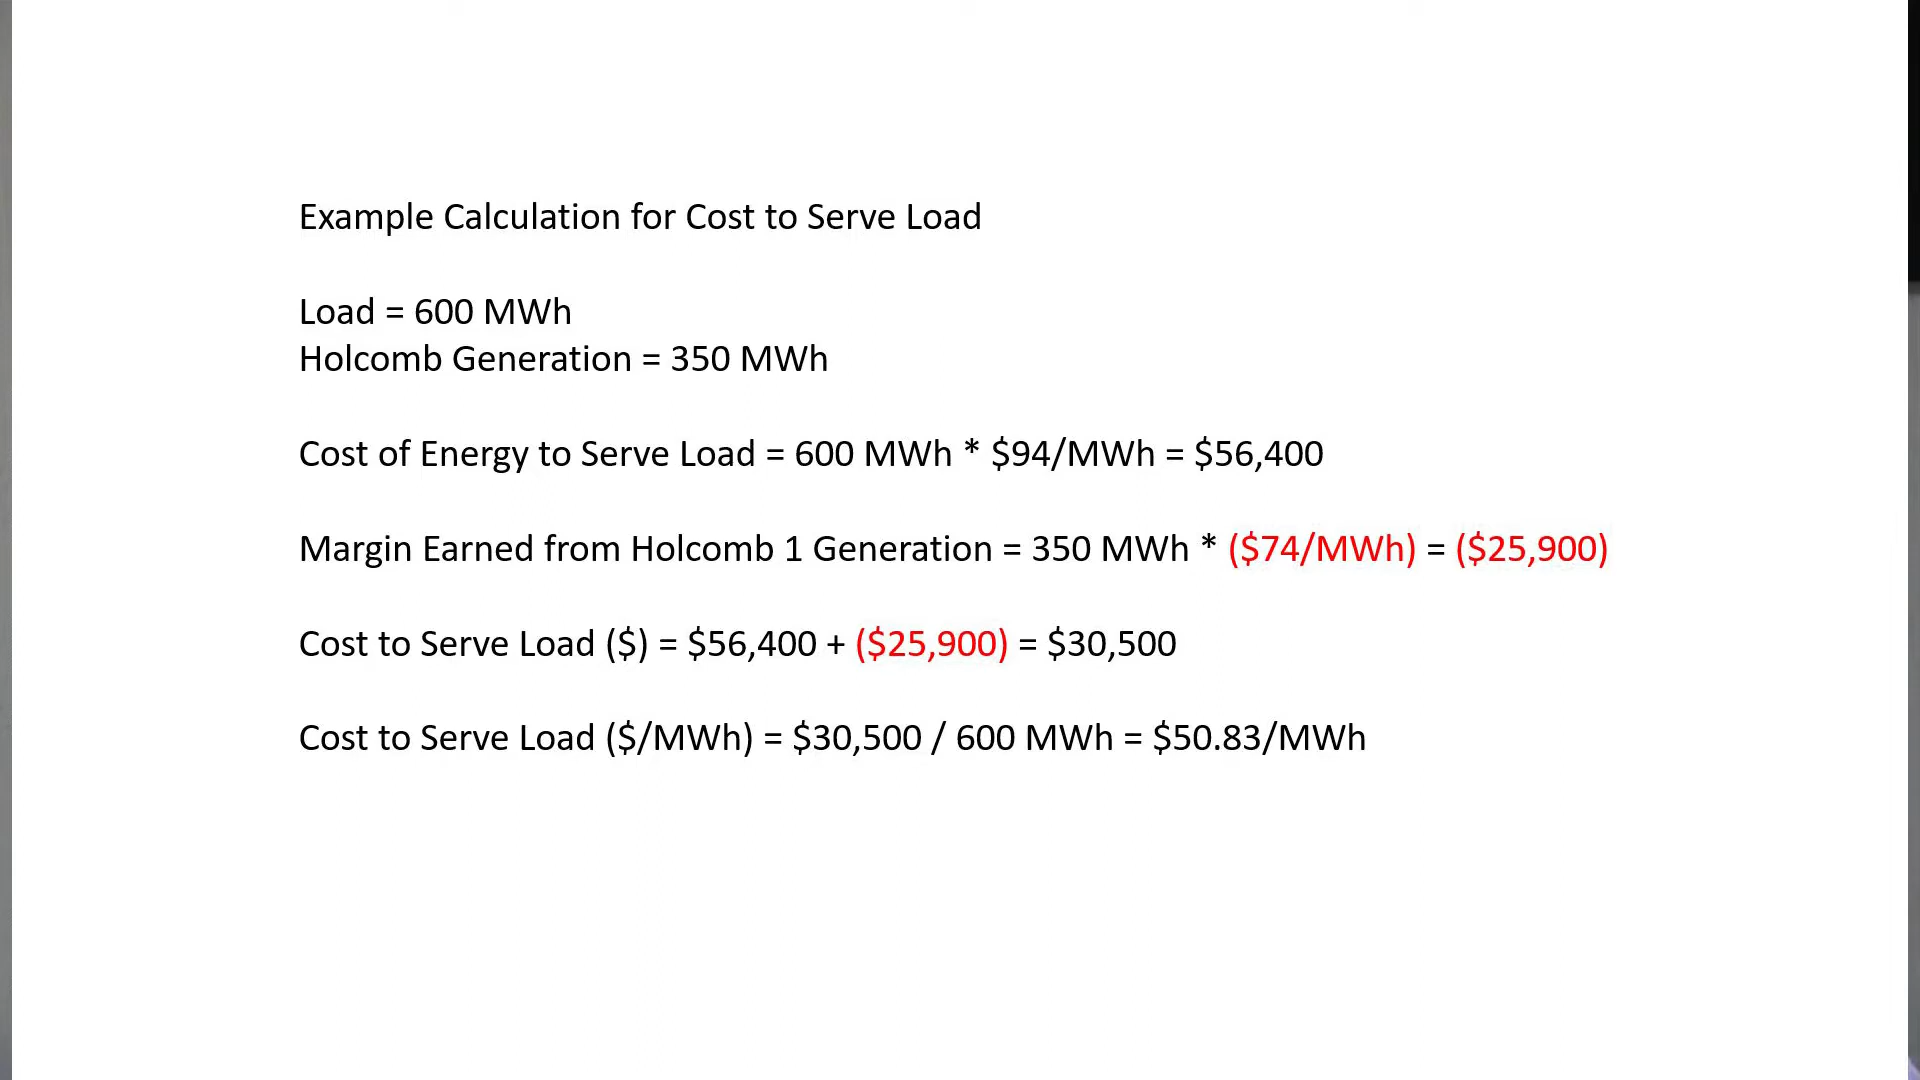 Example Calculation for Cost to Serve Load
Load = 600 MWh
Holcomb Generation = 350 MWh
Cost of Energy to Serve Load = 600 MWh * $94/MWh = $56,400
Margin Earned from Holcomb 1 Generation = 350 MWh * ($74/MWh) = ($25,900)
Cost to Serve Load ($) = $56,400 + ($25,900) = $30,500
Cost to Serve Load ($/MWh) = $30,500 / 600 MWh = $50.83/MWh